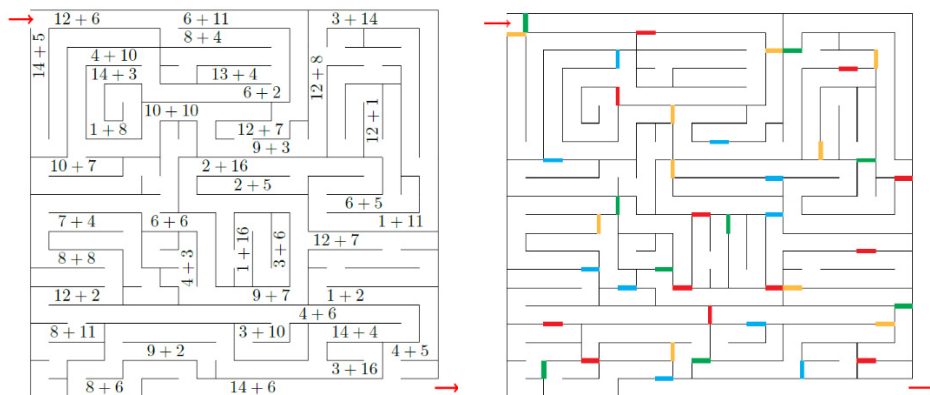 12 + 6 6 + 11 3 + 14
8 + 4
14 + 5
4 + 10
14 + 3 13 + 4
12 + 8
6 + 2
10 + 10
12 + 1
1 + 8 12 + 7
9 + 3
10 + 7 2 + 16
2 + 5
6 + 5
7 + 4 6 + 6 1 + 11
12 + 7
1 + 16
3 + 6
4 + 3
8 + 8
12 + 2 9 + 7 1 + 2
4 + 6
8 + 11 3 + 10 14 + 4
9 + 2 4 + 5
3 + 16
8 + 6 14 + 6